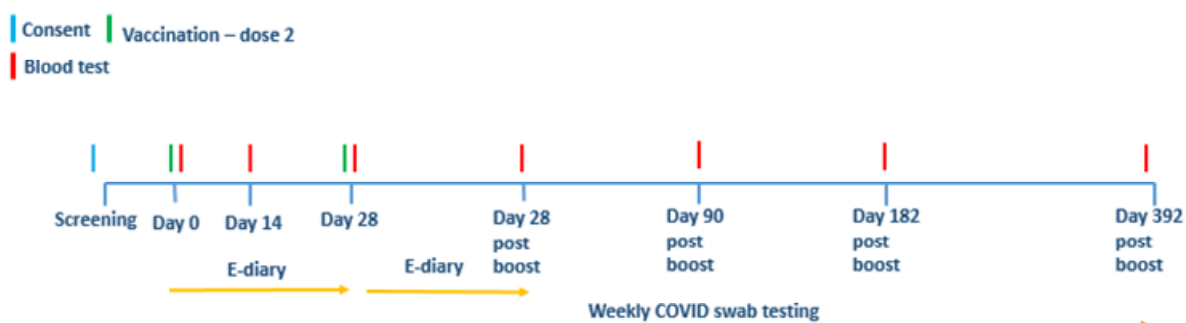 Consent
Vaccination – dose 2
Blood test
Screening
Day 0
Day 14
Day 28
Day 28
post
boost
Day 90
post
boost
Day 182
post
boost
Day 392
post
boost
E-diary
E-diary
Weekly COVID swab testing